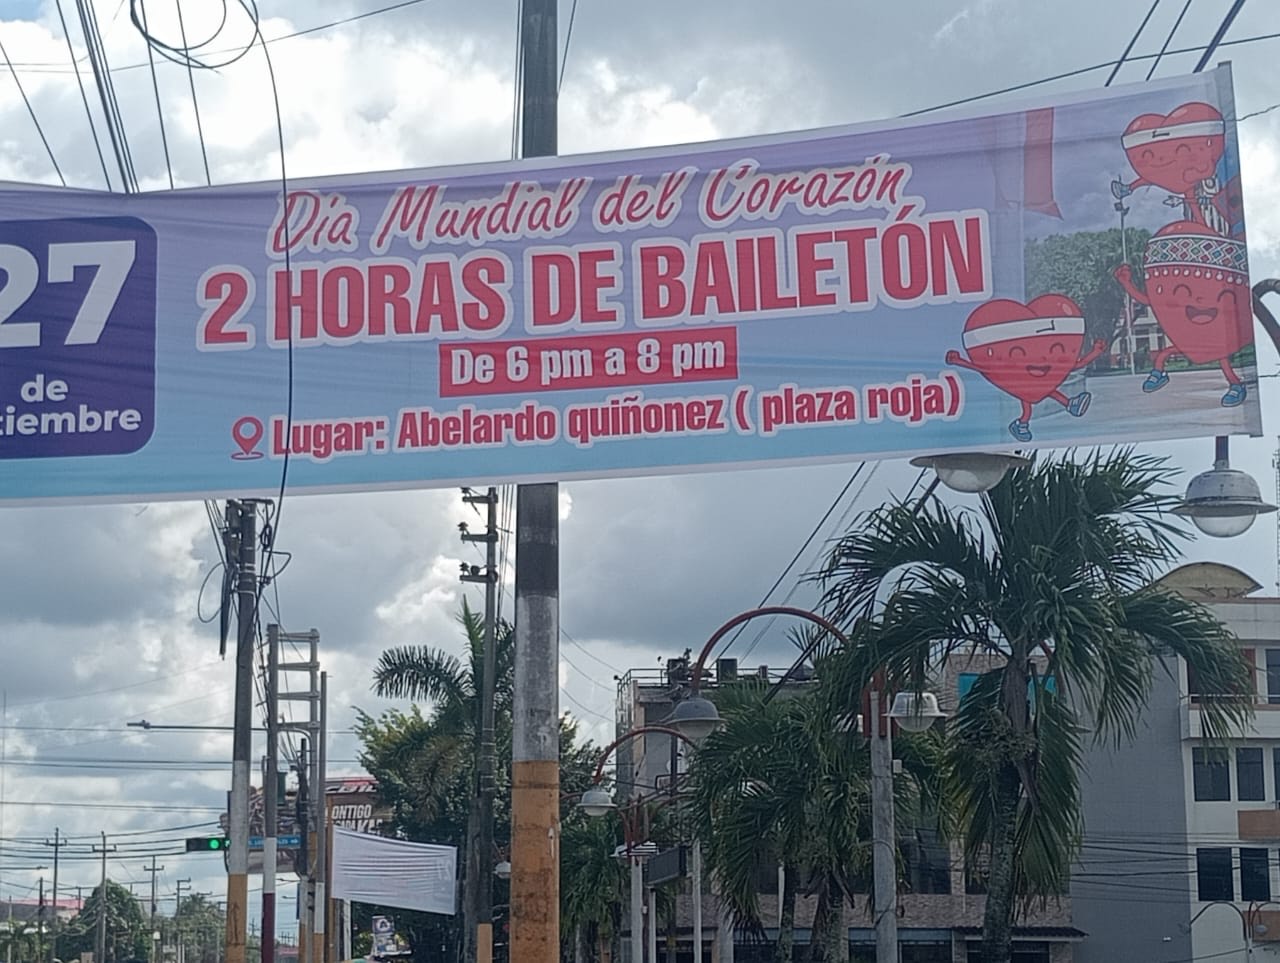 27
de
tiembre
Día Mundial del Corazón
2 HORAS DE BAILETÓN
De 6 pm a 8 pm
Lugar: Abelardo quiñonez ( plaza roja)
ONTIGO